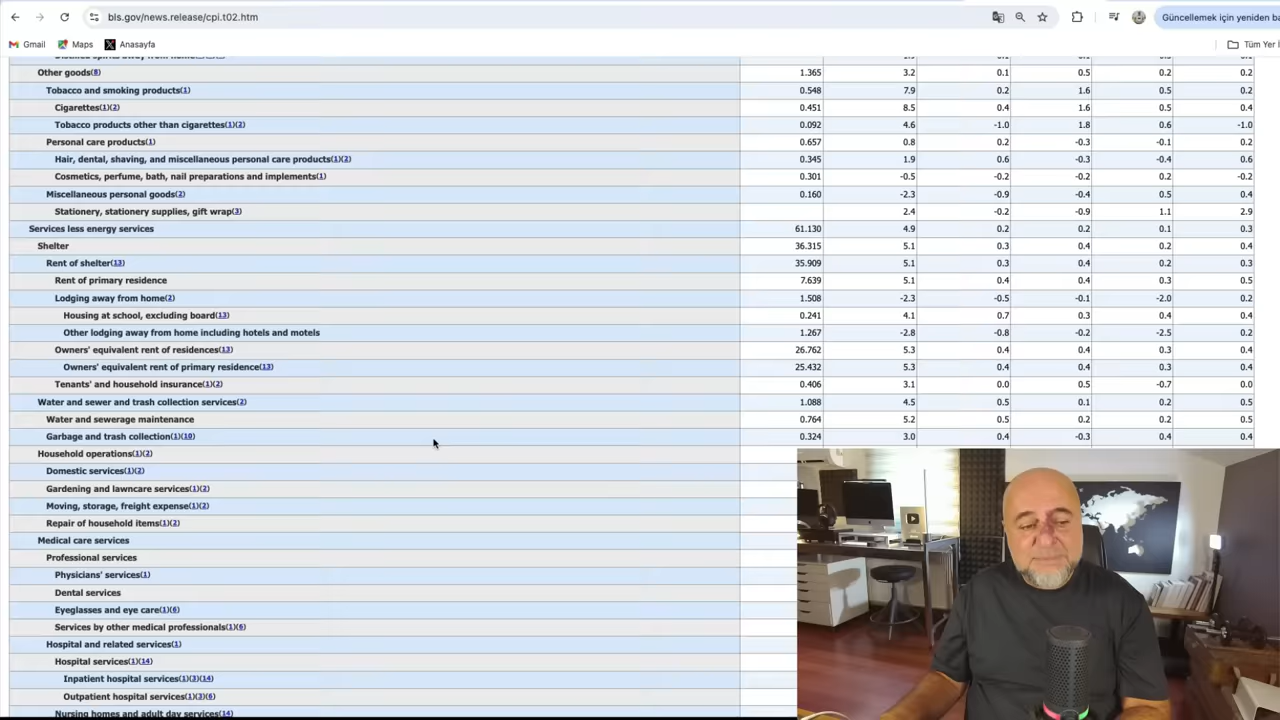 bls.gov/news.release/cpi.t02.htm
Güncellemek için yeniden ba
Gmail Maps Anasayfa Tüm Yer İ
Distilled spirits away from home
Other goods(8) 1.365 3.2 0.1 0.5 0.2 0.2
Tobacco and smoking products(1) 0.548 7.9 0.2 1.6 0.5 0.2
Cigarettes(1)(2) 0.451 8.5 0.4 1.6 0.5 0.4
Tobacco products other than cigarettes(1)(2) 0.092 4.6 -1.0 1.8 0.6 -1.0
Personal care products(1) 0.657 0.8 0.2 -0.3 -0.1 0.2
Hair, dental, shaving, and miscellaneous personal care products(1)(2) 0.345 1.9 0.6 -0.3 -0.4 0.6
Cosmetics, perfume, bath, nail preparations and implements(1) 0.301 -0.5 -0.2 -0.2 0.2 -0.2
Miscellaneous personal goods(2) 0.160 -2.3 -0.9 -0.4 0.5 0.4
Stationery, stationery supplies, gift wrap(3) 2.4 -0.2 -0.9 1.1 2.9
Services less energy services 61.130 4.9 0.2 0.2 0.1 0.3
Shelter 36.315 5.1 0.3 0.4 0.2 0.4
Rent of shelter(13) 35.909 5.1 0.3 0.4 0.2 0.3
Rent of primary residence 7.639 5.1 0.4 0.4 0.3 0.5
Lodging away from home(2) 1.508 -2.3 -0.5 -0.1 -2.0 0.2
Housing at school, excluding board(13) 0.241 4.1 0.7 0.3 0.4 0.4
Other lodging away from home including hotels and motels 1.267 -2.8 -0.8 -0.2 -2.5 0.2
Owners' equivalent rent of residences(13) 26.762 5.3 0.4 0.4 0.3 0.4
Owners' equivalent rent of primary residence(13) 25.432 5.3 0.4 0.4 0.3 0.4
Tenants' and household insurance(1)(2) 0.406 3.1 0.0 0.5 -0.7 0.0
Water and sewer and trash collection services(2) 1.088 4.5 0.5 0.1 0.2 0.5
Water and sewerage maintenance 0.764 5.2 0.5 0.2 0.2 0.5
Garbage and trash collection(1)(10) 0.324 3.0 0.4 -0.3 0.4 0.4
Household operations(1)(2)
Domestic services(1)(2)
Gardening and lawncare services(1)(2)
Moving, storage, freight expense(1)(2)
Repair of household items(1)(2)
Medical care services
Professional services
Physicians' services(1)
Dental services
Eyeglasses and eye care(1)(6)
Services by other medical professionals(1)(6)
Hospital and related services(1)
Hospital services(1)(14)
Inpatient hospital services(1)(3)(14)
Outpatient hospital services(1)(3)(6)
Nursing homes and adult day services(14)